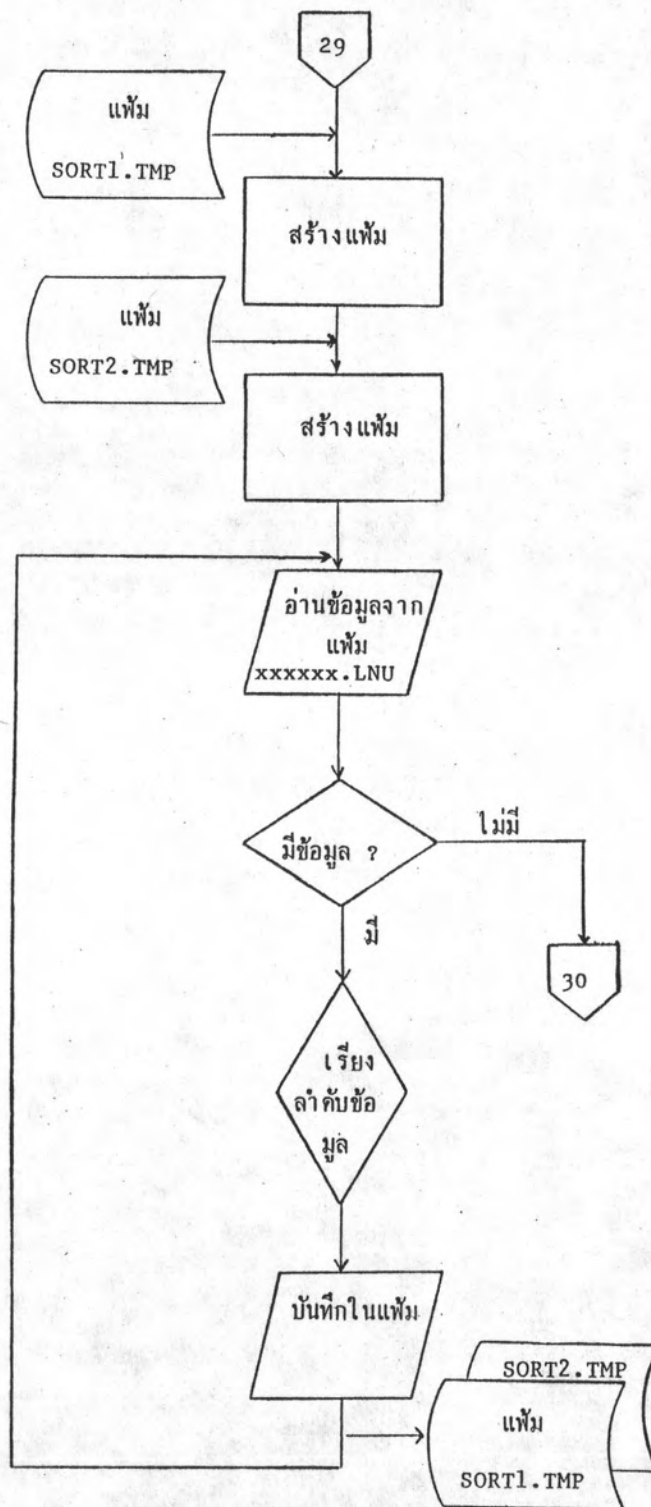 29
แฟ้ม
SORT1.TMP
สร้างแฟ้ม
แฟ้ม
SORT2.TMP
สร้างแฟ้ม
อ่านข้อมูลจาก
แฟ้ม
xxxxxx.LNU
มีข้อมูล ?
ไม่มี
มี
30
เรียง
ลำดับข้อ
มูล
บันทึกในแฟ้ม
SORT2.TMP
แฟ้ม
SORT1.TMP